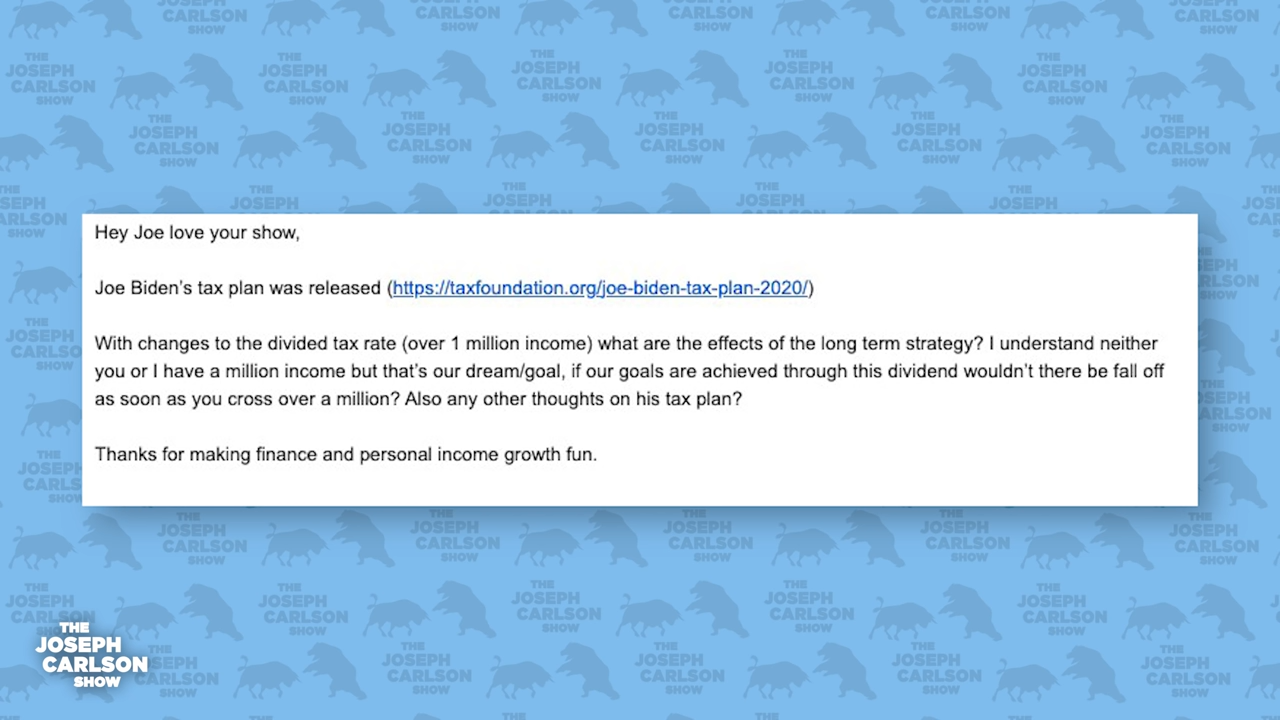 Hey Joe love your show,
Joe Biden's tax plan was released (https://taxfoundation.org/joe-biden-tax-plan-2020/)
With changes to the divided tax rate (over 1 million income) what are the effects of the long term strategy? I understand neither
you or I have a million income but that's our dream/goal, if our goals are achieved through this dividend wouldn't there be fall off
as soon as you cross over a million? Also any other thoughts on his tax plan?
Thanks for making finance and personal income growth fun.
THE
JOSEPH
CARLSON
SHOW